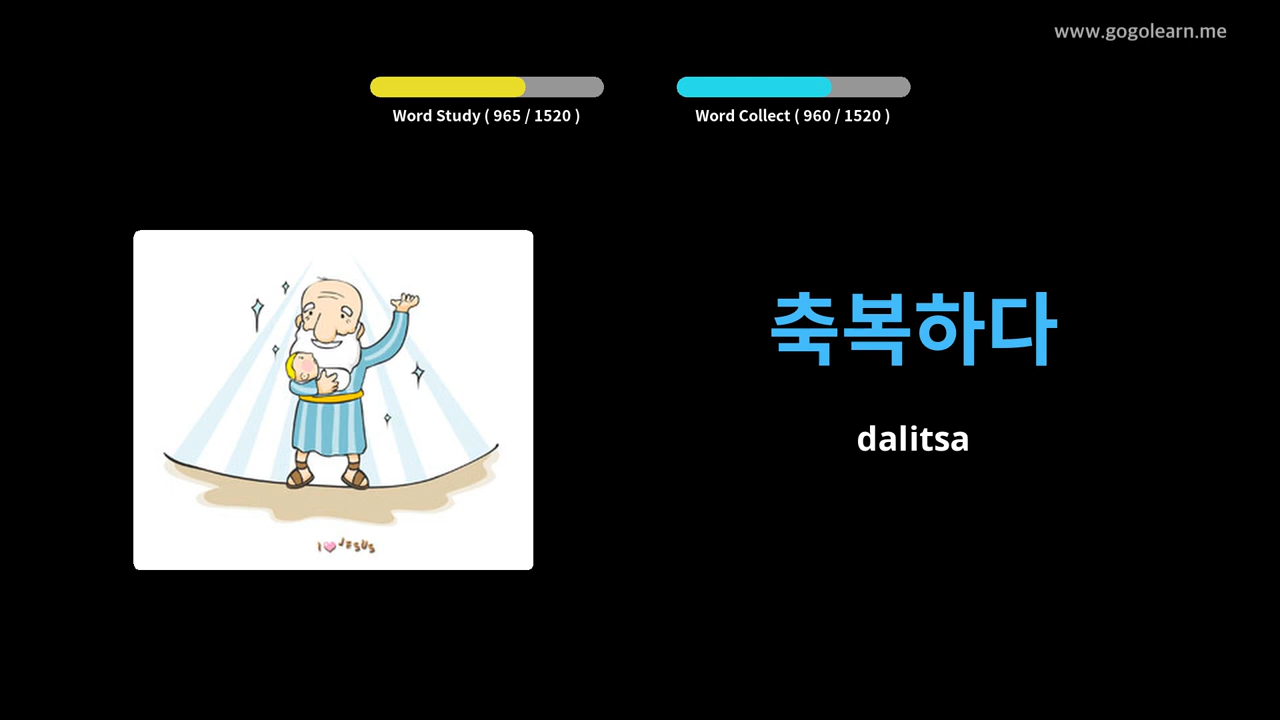 www.gogolearn.me
Word Study ( 965 / 1520 )
Word Collect ( 960 / 1520 )
축복하다
dalitsa
I JESUS